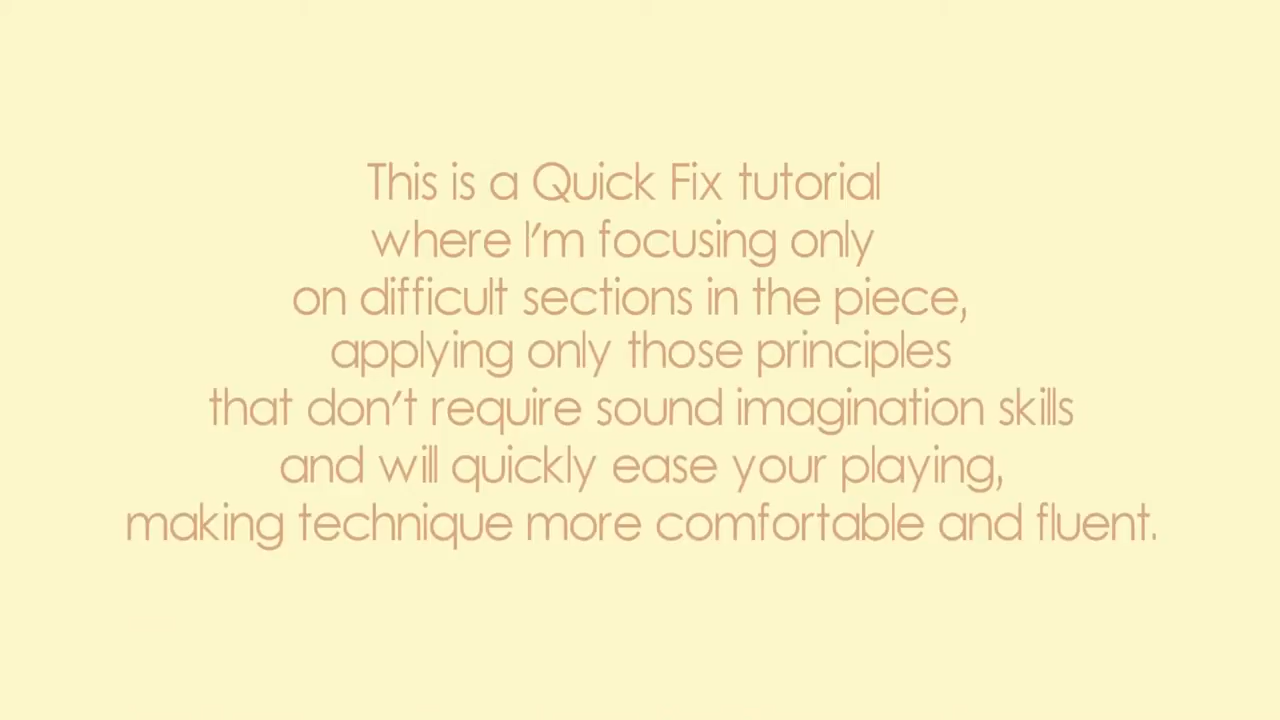 This is a Quick Fix tutorial
where I'm focusing only
on difficult sections in the piece,
applying only those principles
that don't require sound imagination skills
and will quickly ease your playing,
making technique more comfortable and fluent.